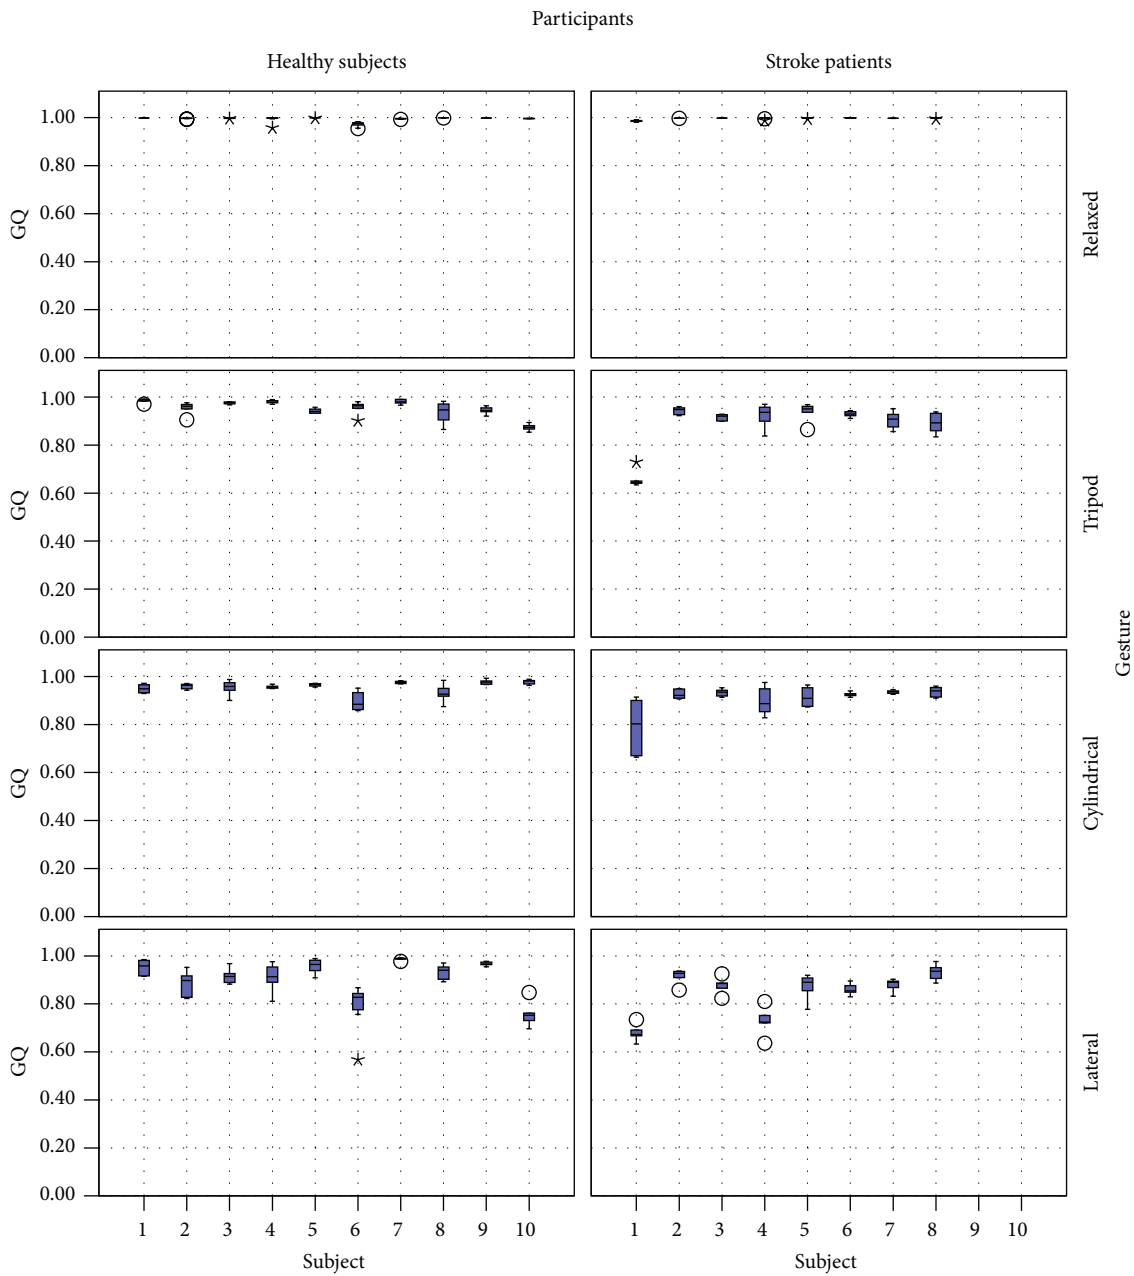 Participants
Healthy subjects Stroke patients
1.00
0.80
0.60
0.40
0.20
0.00
GQ
Relaxed
1.00
0.80
0.60
0.40
0.20
0.00
GQ
Tripod
1.00
0.80
0.60
0.40
0.20
0.00
GQ
Cylindrical
1.00
0.80
0.60
0.40
0.20
0.00
GQ
Lateral
Gesture
1 2 3 4 5 6 7 8 9 10 1 2 3 4 5 6 7 8 9 10
Subject Subject